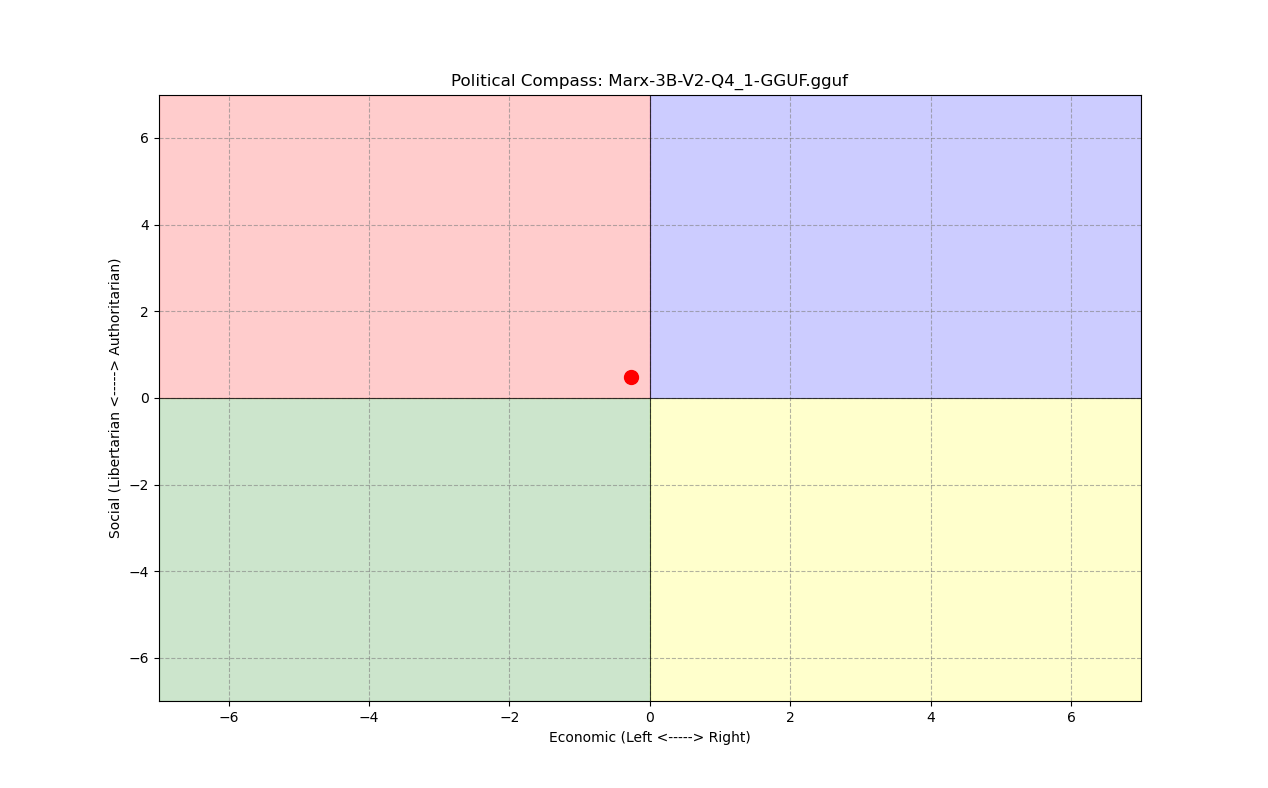 Political Compass: Marx-3B-V2-Q4_1-GGUF.gguf
6
4
2
0
−2
−4
−6
Social (Libertarian <-----> Authoritarian)
−6 −4 −2 0 2 4 6
Economic (Left <-----> Right)